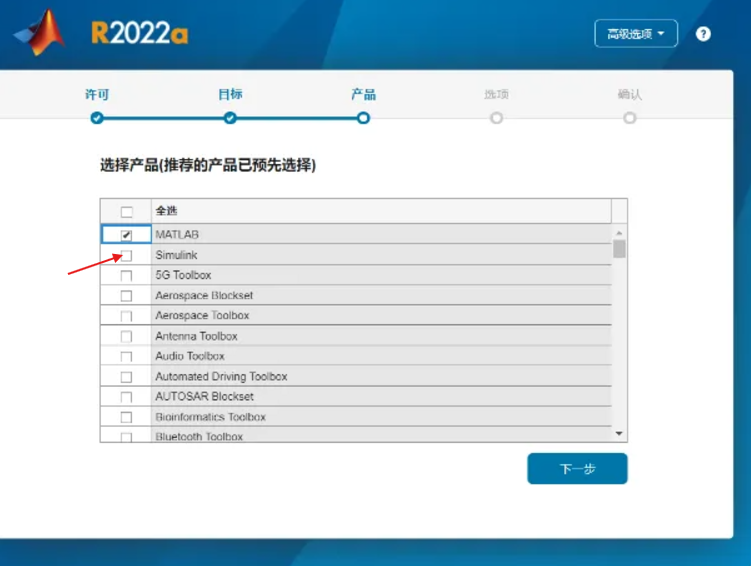 R2022a
高级选项
?
许可 目标 产品 选项 确认
选择产品(推荐的产品已预先选择)
全选
MATLAB
Simulink
5G Toolbox
Aerospace Blockset
Aerospace Toolbox
Antenna Toolbox
Audio Toolbox
Automated Driving Toolbox
AUTOSAR Blockset
Bioinformatics Toolbox
Bluetooth Toolbox
下一步